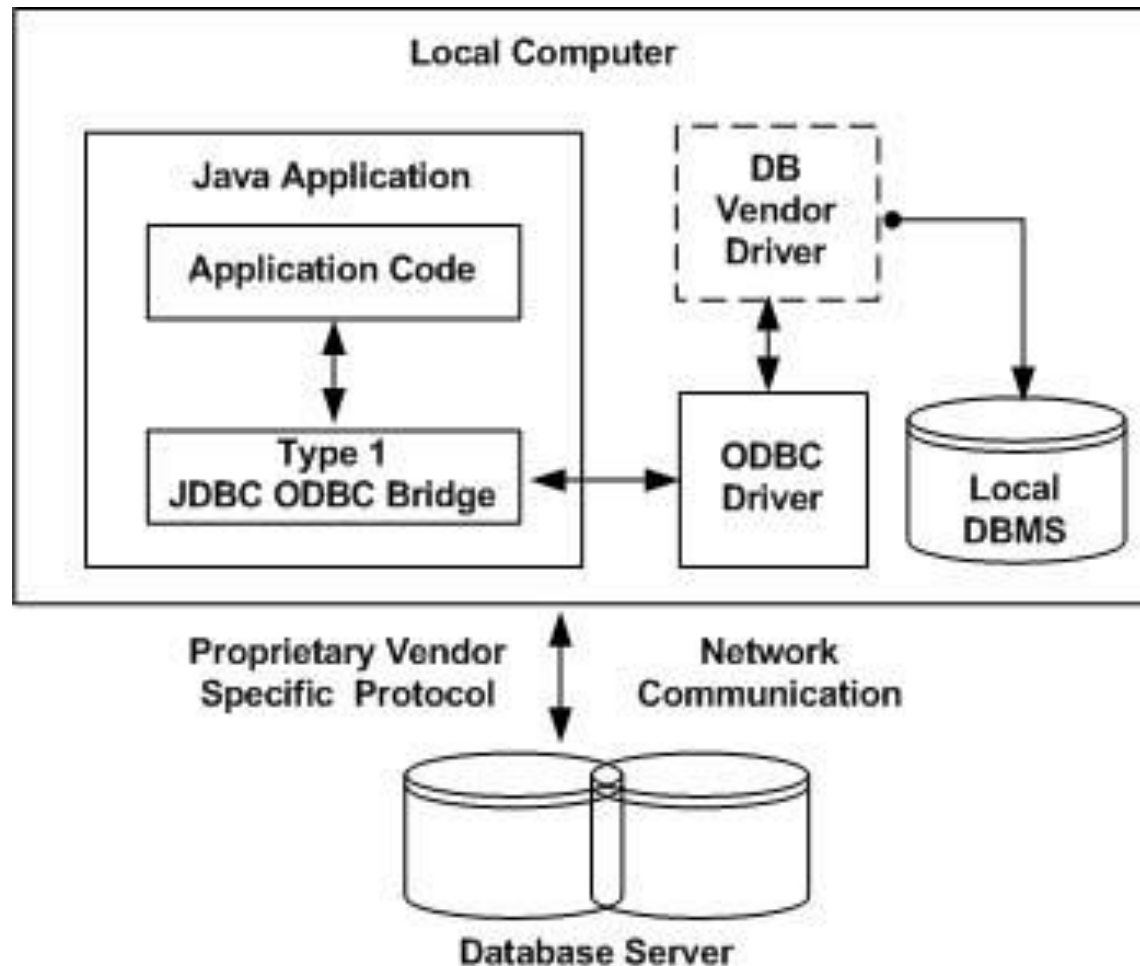 Local Computer
Java Application
Application Code
Type 1
JDBC ODBC Bridge
DB
Vendor
Driver
ODBC
Driver
Local
DBMS
Proprietary Vendor
Specific Protocol
Network
Communication
Database Server